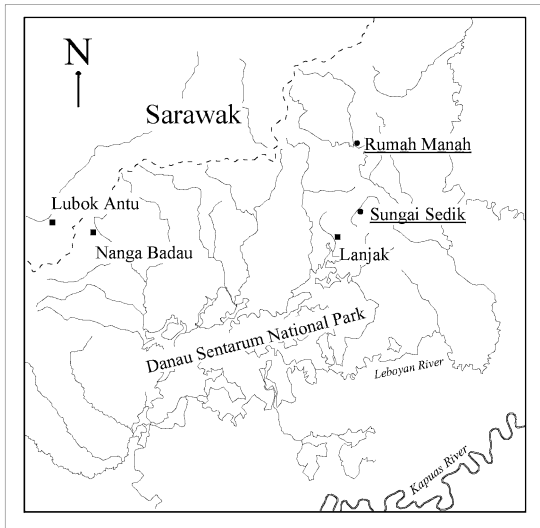 N
Sarawak
Rumah Manah
Lubok Antu
Sungai Sedik
Nanga Badau
Lanjak
Danau Sentarum National Park
Leboyan River
Kapuas River